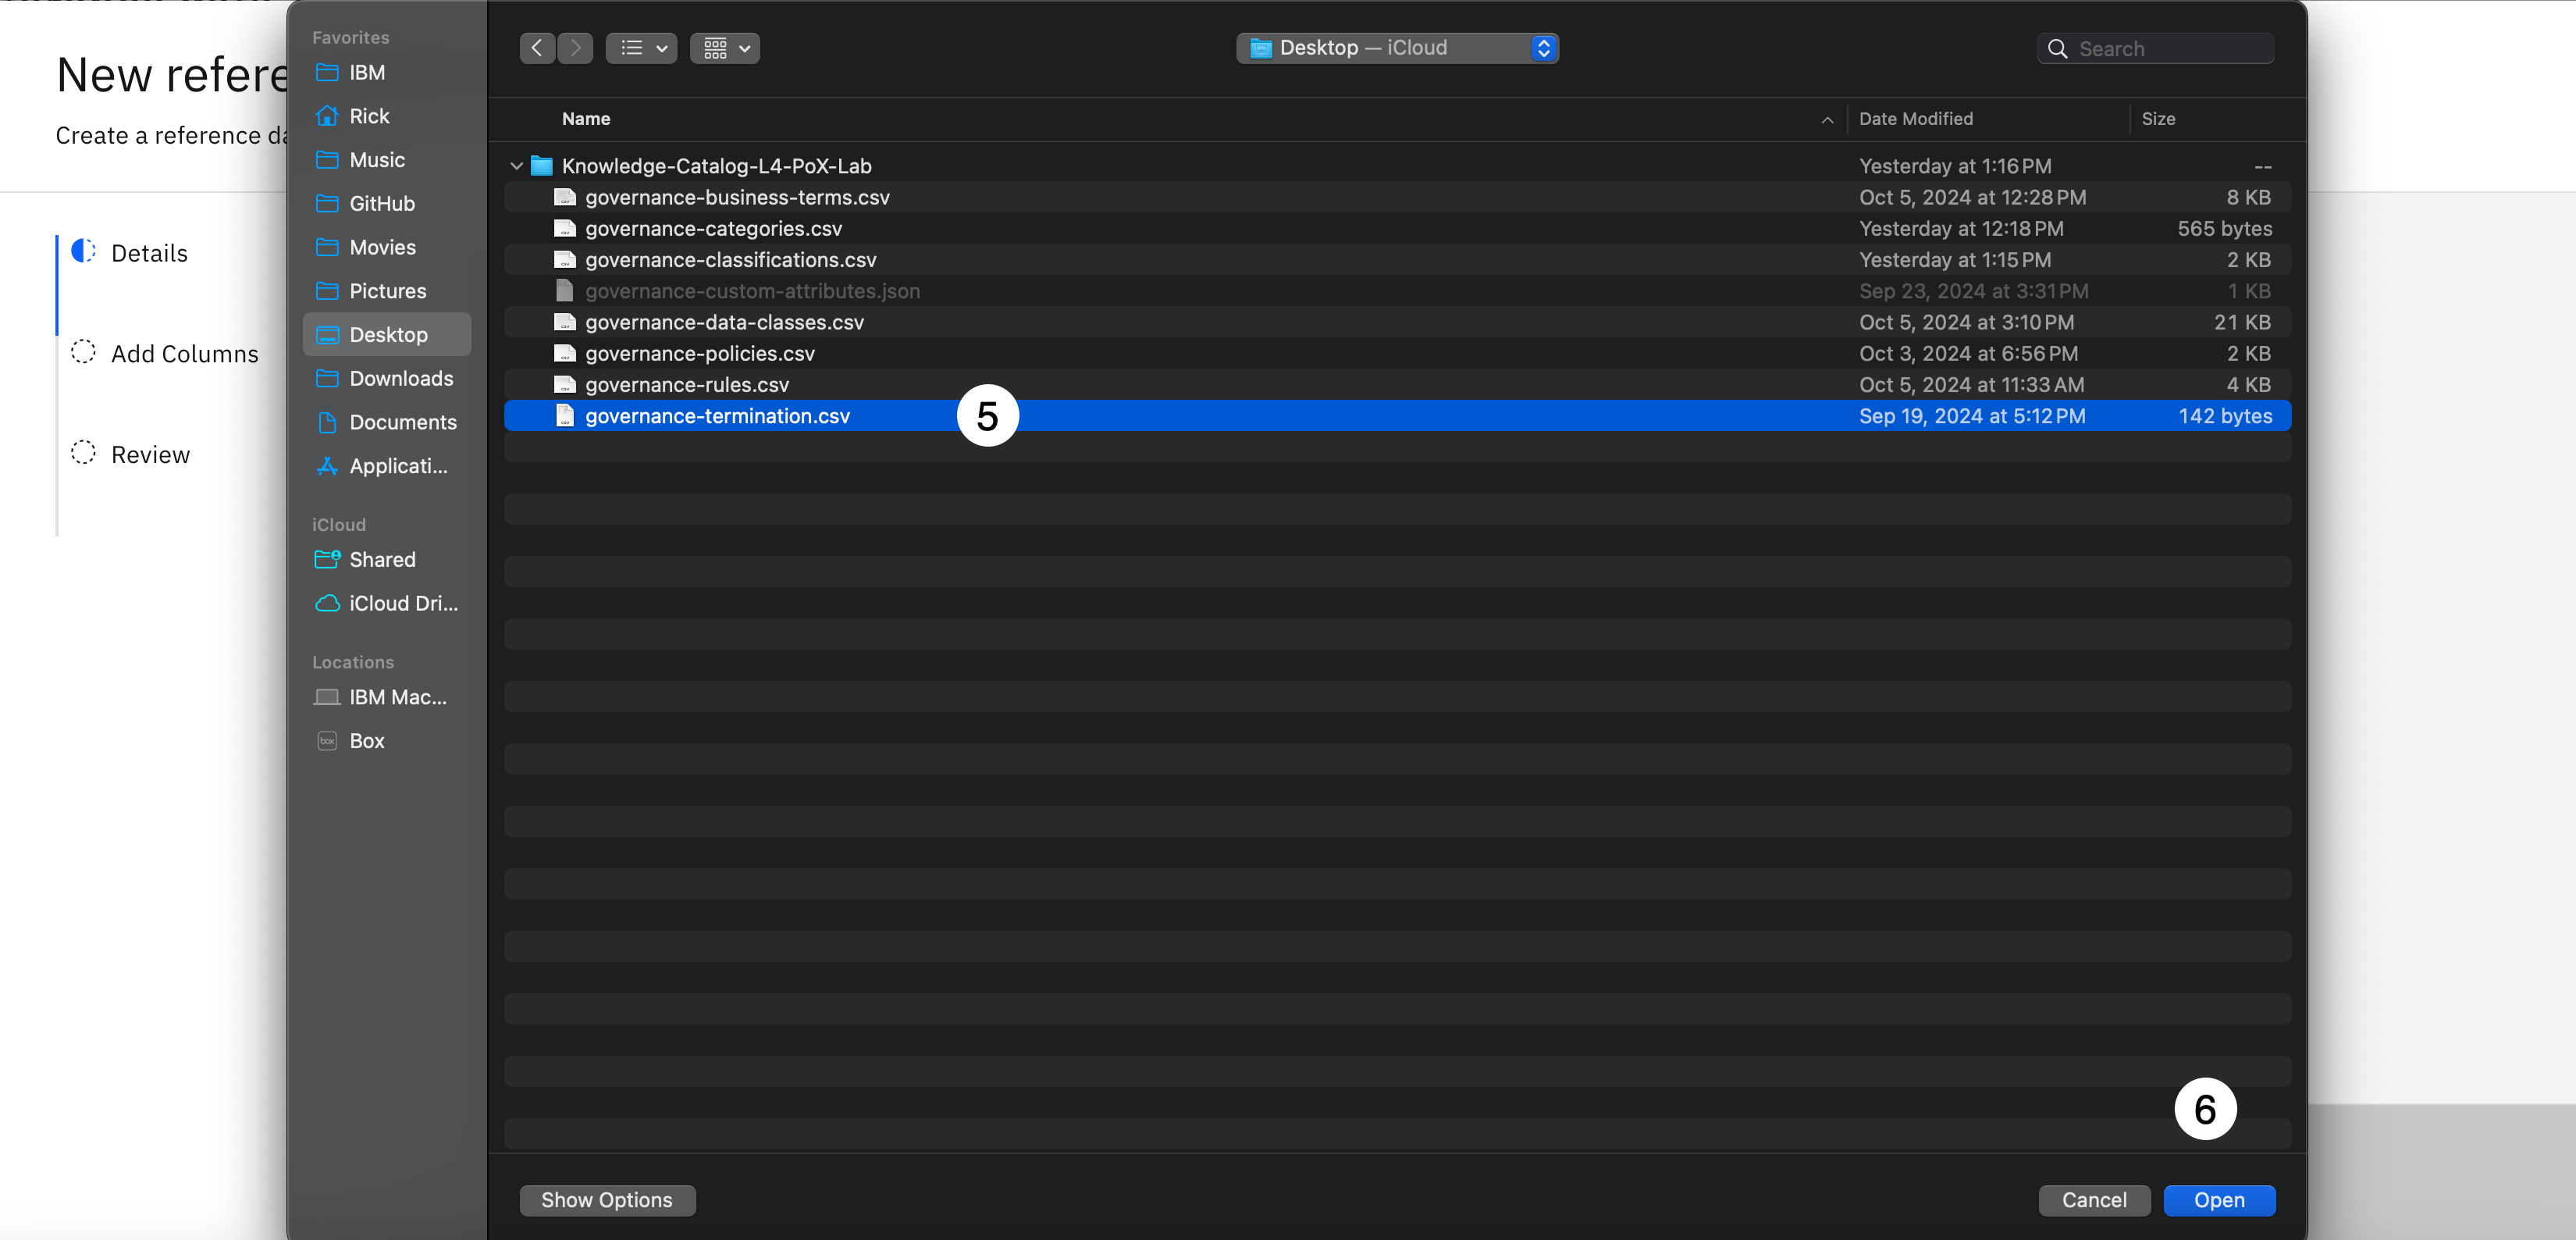 New refere
Create a reference da
Details
Add Columns
Review
Favorites
IBM
Rick
Music
GitHub
Movies
Pictures
Desktop
Downloads
Documents
Applicati...
iCloud
Shared
iCloud Dri...
Locations
IBM Mac...
box Box
Desktop — iCloud
Search
Name Date Modified Size
Knowledge-Catalog-L4-PoX-Lab Yesterday at 1:16 PM --
governance-business-terms.csv Oct 5, 2024 at 12:28 PM 8 KB
governance-categories.csv Yesterday at 12:18 PM 565 bytes
governance-classifications.csv Yesterday at 1:15 PM 2 KB
governance-custom-attributes.json Sep 23, 2024 at 3:31 PM 1 KB
governance-data-classes.csv Oct 5, 2024 at 3:10 PM 21 KB
governance-policies.csv Oct 3, 2024 at 6:56 PM 2 KB
governance-rules.csv Oct 5, 2024 at 11:33 AM 4 KB
governance-termination.csv 5 Sep 19, 2024 at 5:12 PM 142 bytes
6
Show Options Cancel Open